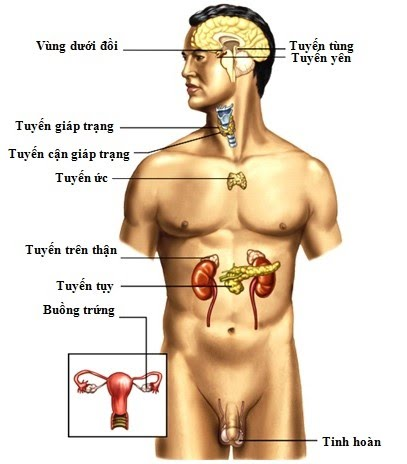 Vùng dưới đồi
Tuyến tùng
Tuyến yên
Tuyến giáp trạng
Tuyến cận giáp trạng
Tuyến ức
Tuyến trên thận
Tuyến tụy
Buồng trứng
Tinh hoàn